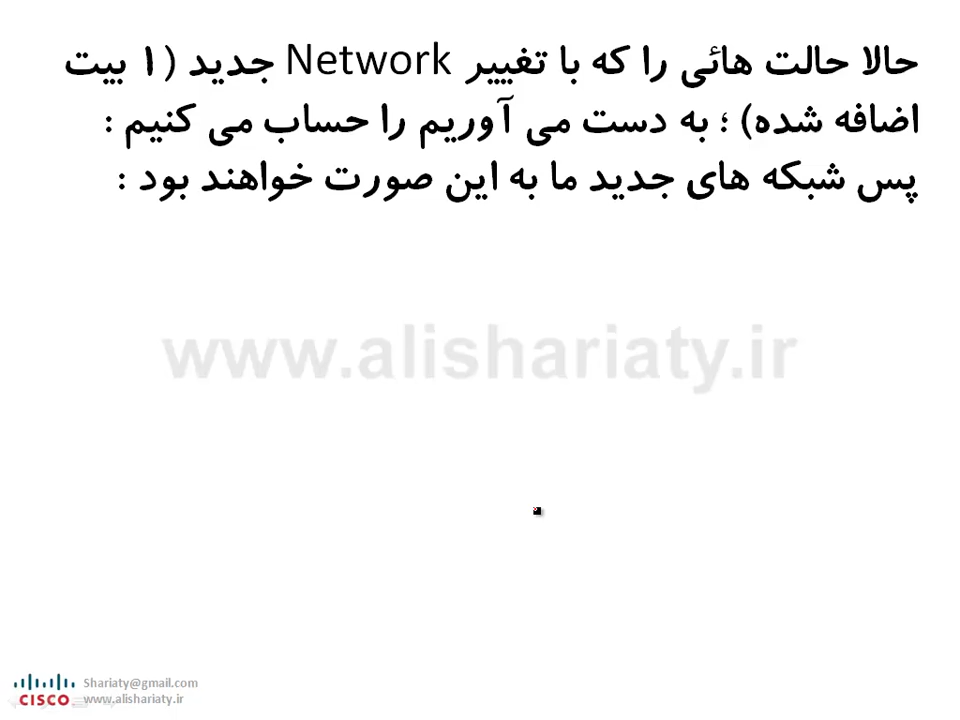 حالا حالت هائی را که با تغییر Network جدید (۱ بیت
اضافه شده) ؛ به دست می آوریم را حساب می کنیم :
پس شبکه های جدید ما به این صورت خواهند بود :
www.alishariaty.ir
Shariaty@gmail.com
CISCO www.alishariaty.ir